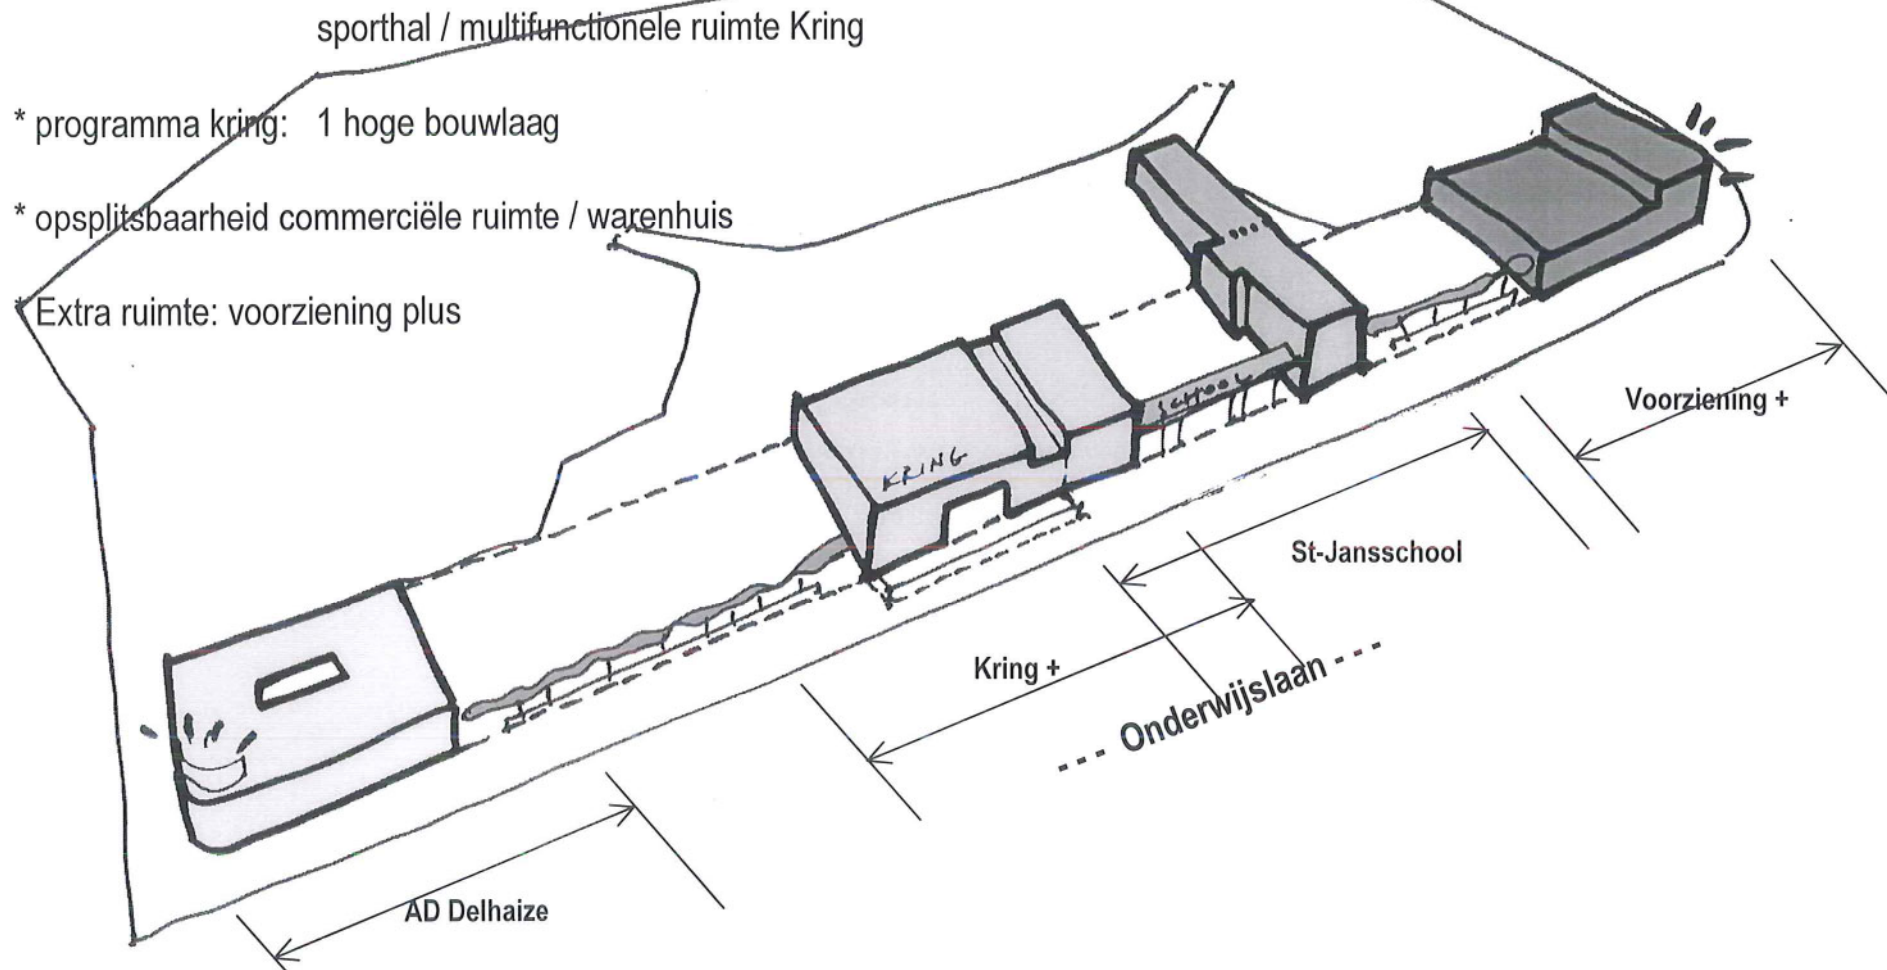 sporthal / multifunctionele ruimte Kring
* programma kring: 1 hoge bouwlaag
* opsplitsbaarheid commerciële ruimte / warenhuis
* Extra ruimte: voorziening plus
KRING
SCHOOL
Voorziening +
St-Jansschool
Kring +
--- Onderwijslaan ---
AD Delhaize